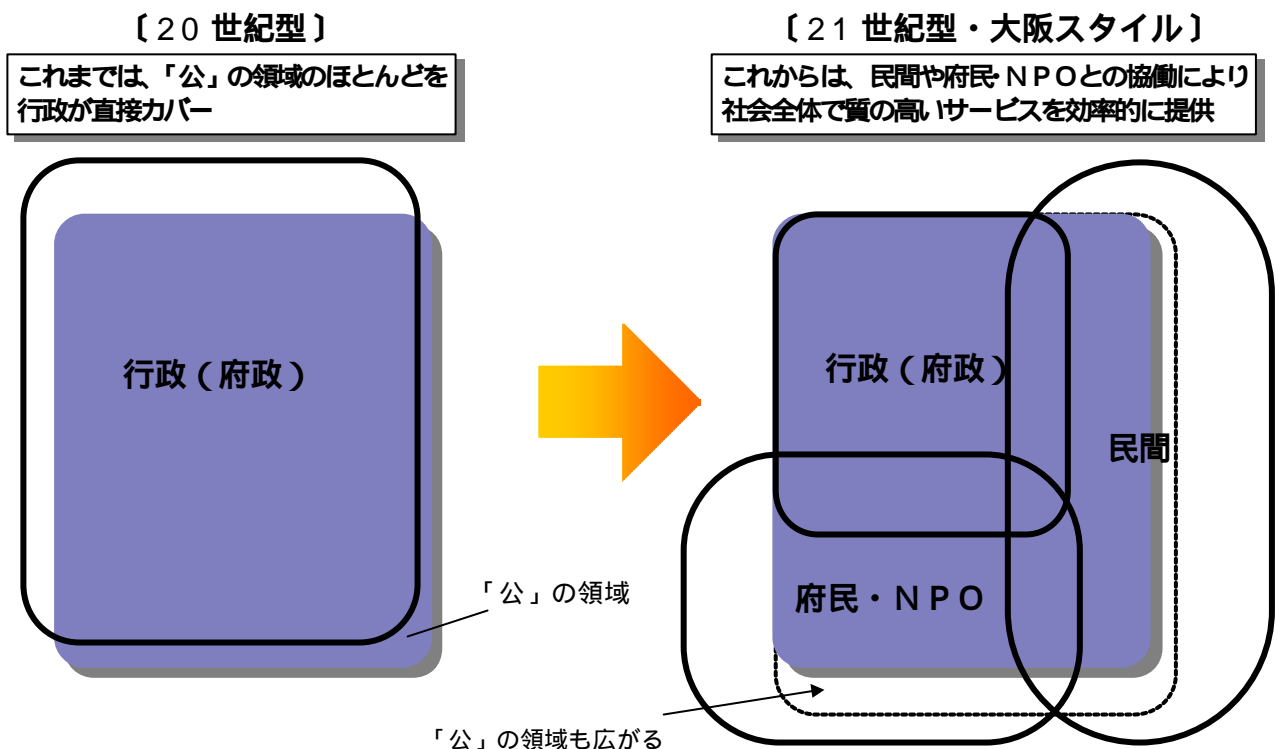 〔20 世紀型〕
これまでは、「公」の領域のほとんどを
行政が直接カバー
行政（府政）
「公」の領域
〔21 世紀型・大阪スタイル〕
これからは、民間や府民・ＮＰＯとの協働により
社会全体で質の高いサービスを効率的に提供
行政（府政）
民間
府民・ＮＰＯ
「公」の領域も広がる